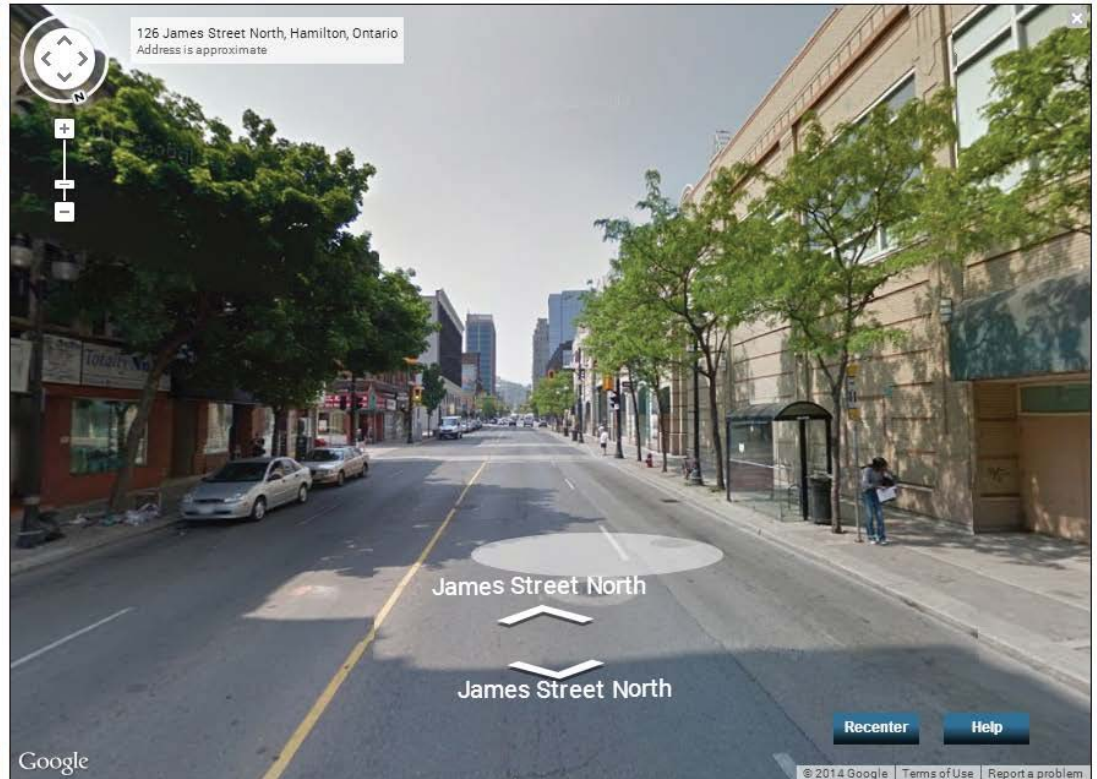 126 James Street North, Hamilton, Ontario
Address is approximate
N
Totally
James Street North
James Street North
Recenter
Help
Google
© 2014 Google
Terms of Use
Report a problem